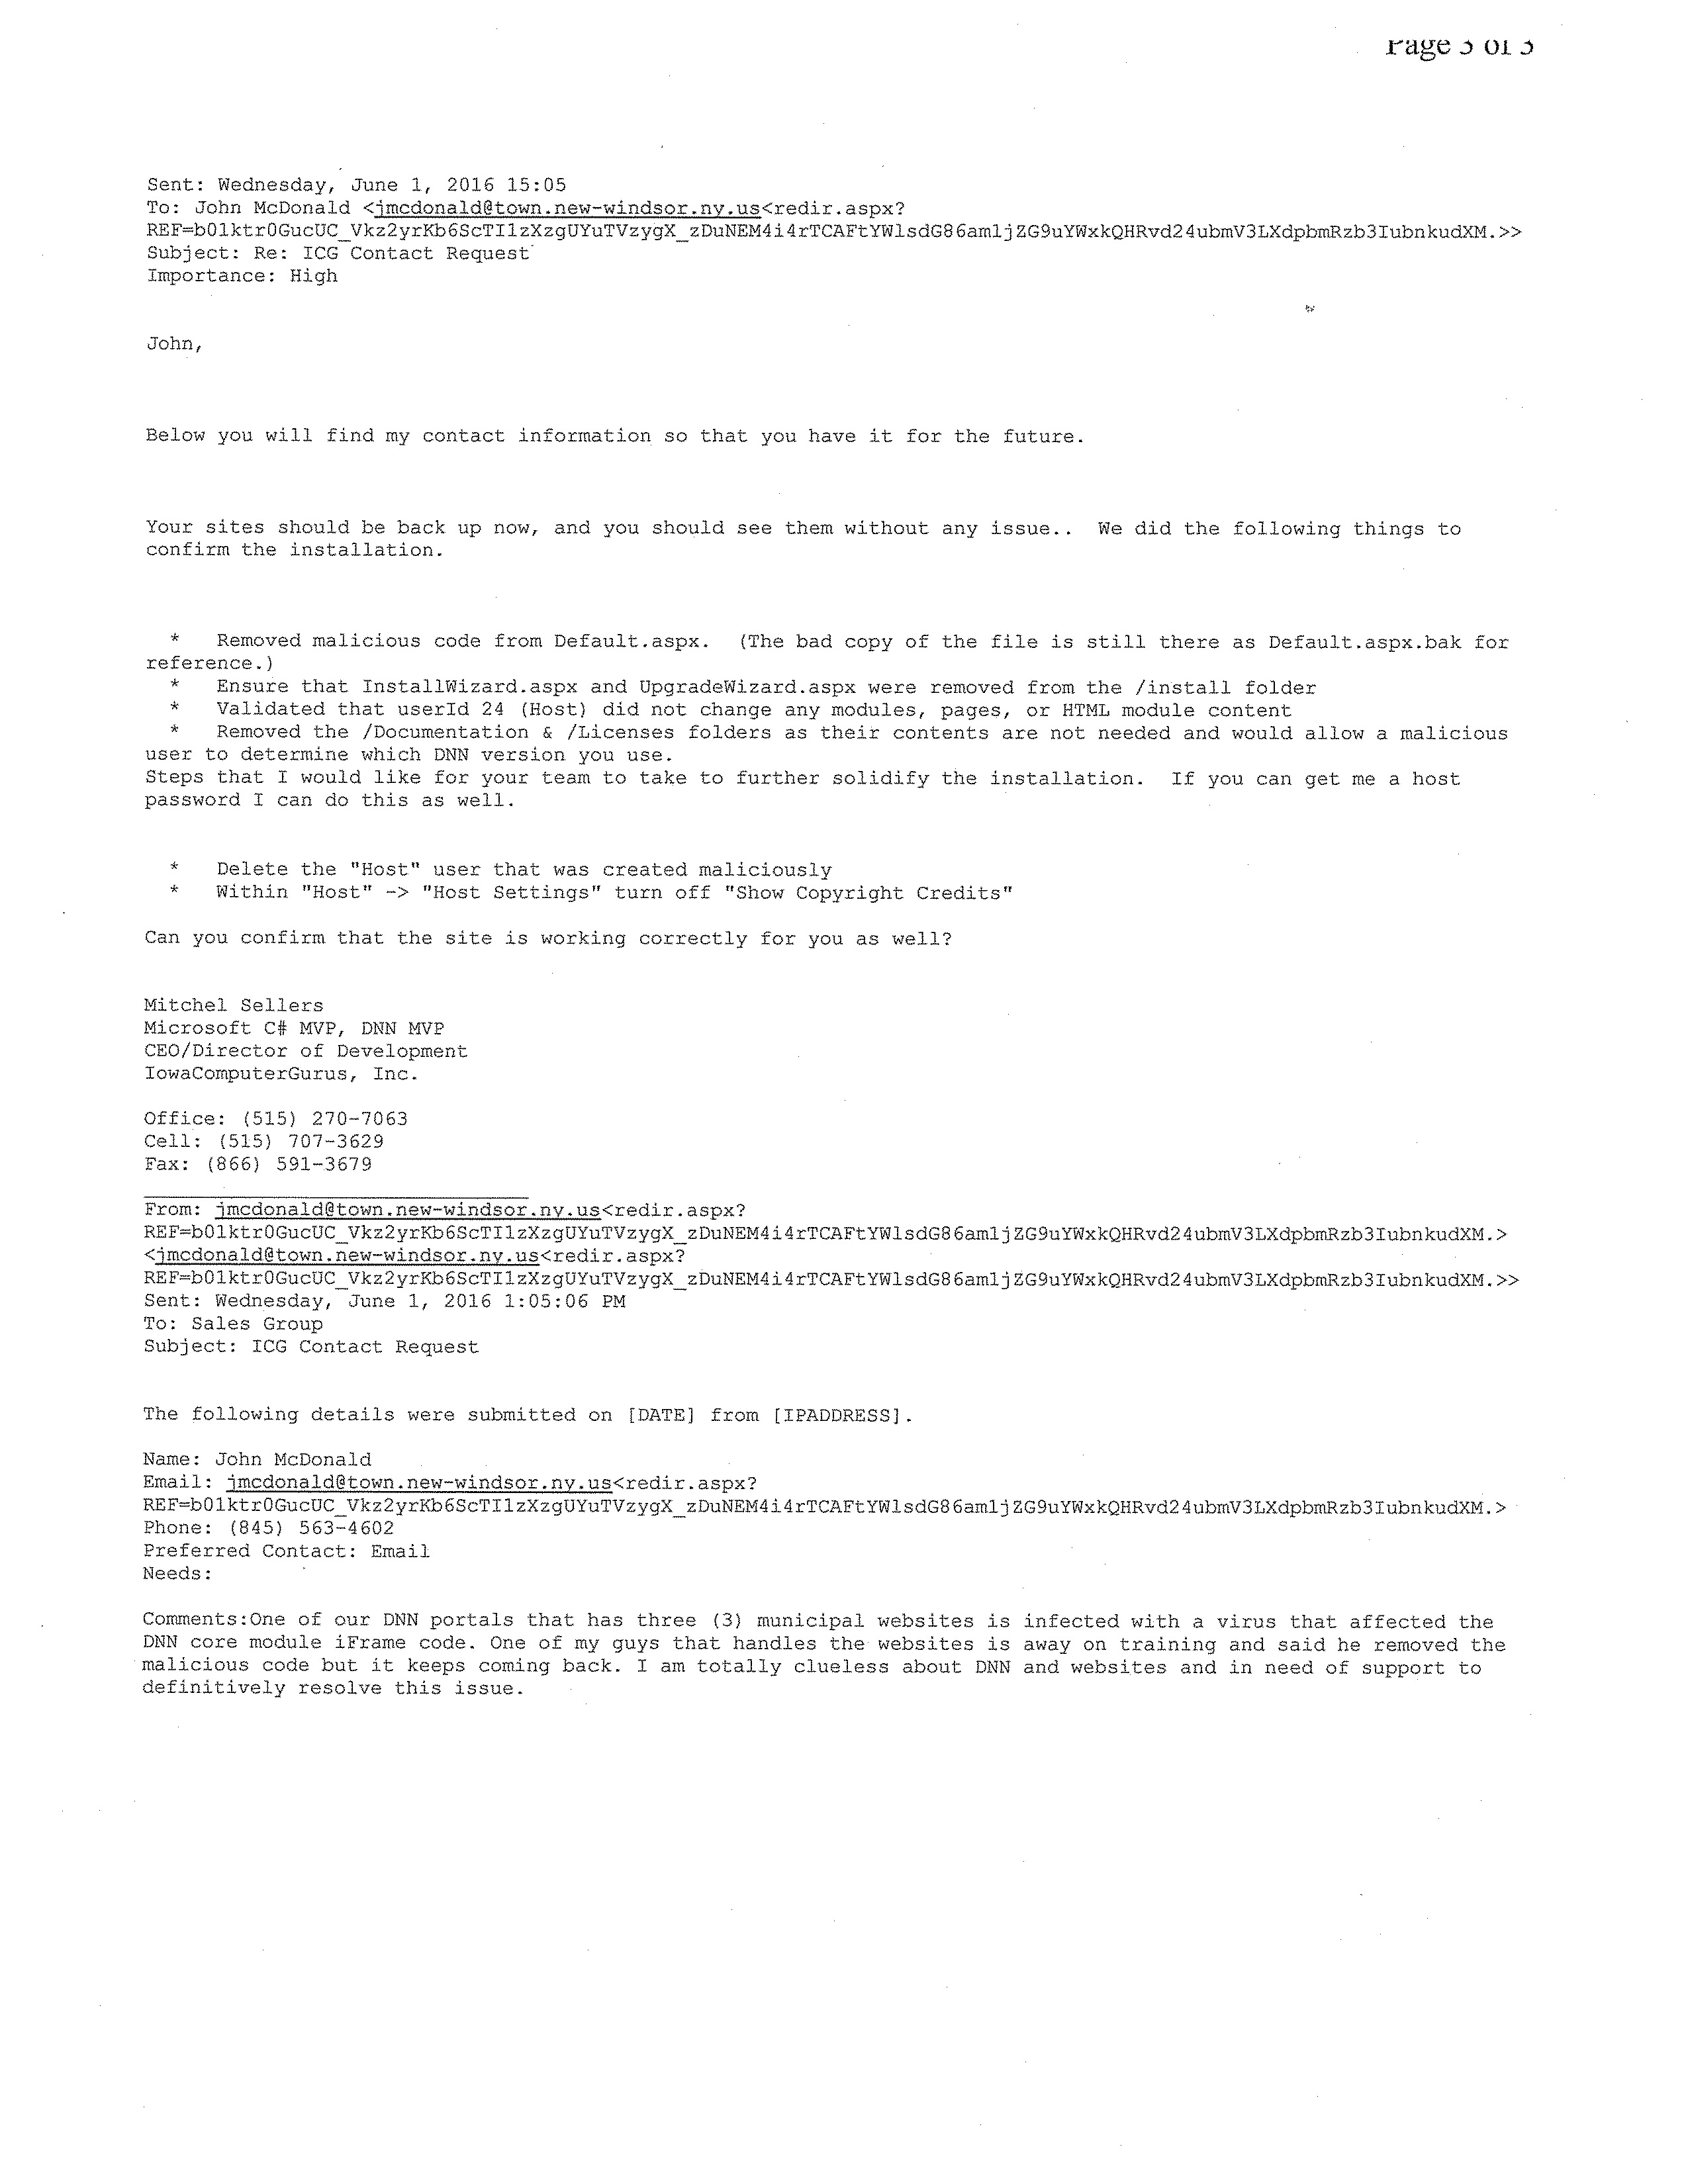 Page 3 of 3
Sent: Wednesday, June 1, 2016 15:05
To: John McDonald <jmcdonald@town.new-windsor.ny.us<redir.aspx?
REF=b01ktr0GucUC_Vkz2yrKb6ScTI1zXzgUYuTVzygX_zDuNEM4i4rTCAFtYWlsdG86am1jZG9uYWxkQHRvd24ubmV3LXdpbmRzb3IubnkudXM.>>
Subject: Re: ICG Contact Request
Importance: High
John,
Below you will find my contact information so that you have it for the future.
Your sites should be back up now, and you should see them without any issue.. We did the following things to
confirm the installation.
* Removed malicious code from Default.aspx. (The bad copy of the file is still there as Default.aspx.bak for
reference.)
* Ensure that InstallWizard.aspx and UpgradeWizard.aspx were removed from the /install folder
* Validated that userId 24 (Host) did not change any modules, pages, or HTML module content
* Removed the /Documentation & /Licenses folders as their contents are not needed and would allow a malicious
user to determine which DNN version you use.
Steps that I would like for your team to take to further solidify the installation. If you can get me a host
password I can do this as well.
* Delete the "Host" user that was created maliciously
* Within "Host" -> "Host Settings" turn off "Show Copyright Credits"
Can you confirm that the site is working correctly for you as well?
Mitchel Sellers
Microsoft C# MVP, DNN MVP
CEO/Director of Development
IowaComputerGurus, Inc.
Office: (515) 270-7063
Cell: (515) 707-3629
Fax: (866) 591-3679
From: jmcdonald@town.new-windsor.ny.us<redir.aspx?
REF=b01ktr0GucUC_Vkz2yrKb6ScTI1zXzgUYuTVzygX_zDuNEM4i4rTCAFtYWlsdG86am1jZG9uYWxkQHRvd24ubmV3LXdpbmRzb3IubnkudXM.>
<jmcdonald@town.new-windsor.ny.us<redir.aspx?
REF=b01ktr0GucUC_Vkz2yrKb6ScTI1zXzgUYuTVzygX_zDuNEM4i4rTCAFtYWlsdG86am1jZG9uYWxkQHRvd24ubmV3LXdpbmRzb3IubnkudXM.>>
Sent: Wednesday, June 1, 2016 1:05:06 PM
To: Sales Group
Subject: ICG Contact Request
The following details were submitted on [DATE] from [IPADDRESS].
Name: John McDonald
Email: jmcdonald@town.new-windsor.ny.us<redir.aspx?
REF=b01ktr0GucUC_Vkz2yrKb6ScTI1zXzgUYuTVzygX_zDuNEM4i4rTCAFtYWlsdG86am1jZG9uYWxkQHRvd24ubmV3LXdpbmRzb3IubnkudXM.>
Phone: (845) 563-4602
Preferred Contact: Email
Needs:
Comments:One of our DNN portals that has three (3) municipal websites is infected with a virus that affected the
DNN core module iFrame code. One of my guys that handles the websites is away on training and said he removed the
malicious code but it keeps coming back. I am totally clueless about DNN and websites and in need of support to
definitively resolve this issue.